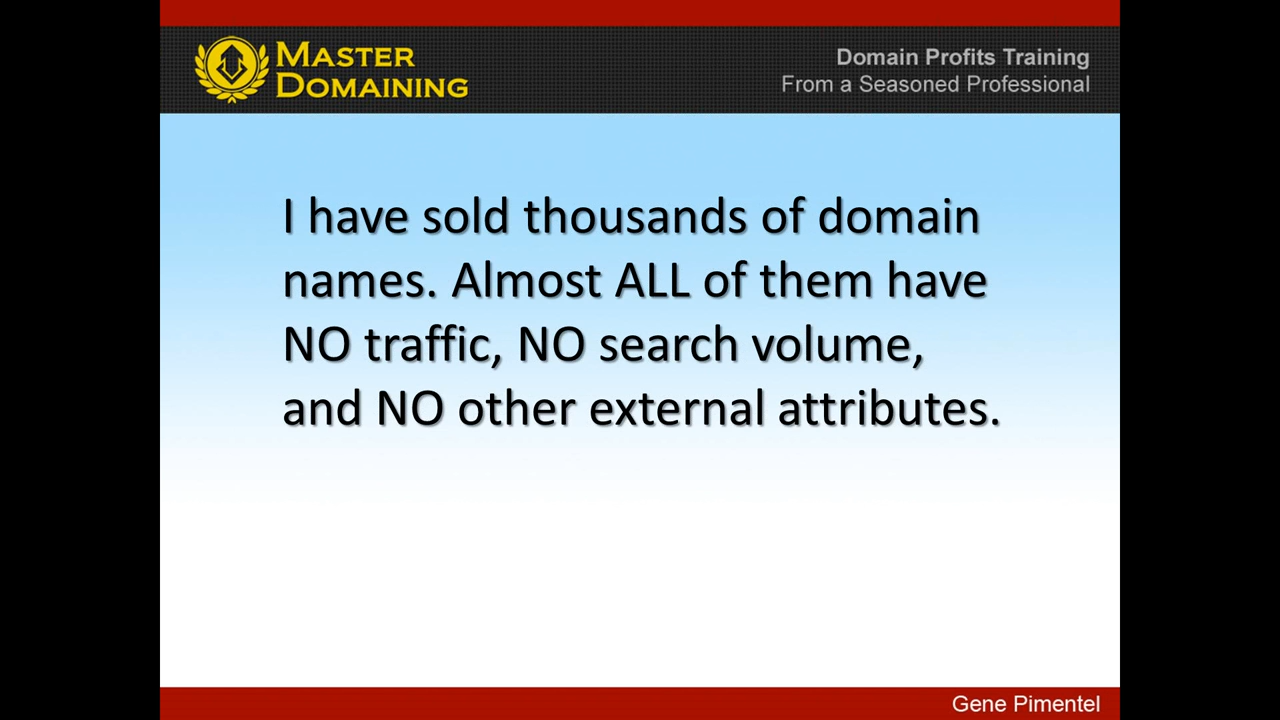 MASTER
DOMAINING
Domain Profits Training
From a Seasoned Professional
I have sold thousands of domain
names. Almost ALL of them have
NO traffic, NO search volume,
and NO other external attributes.
Gene Pimentel